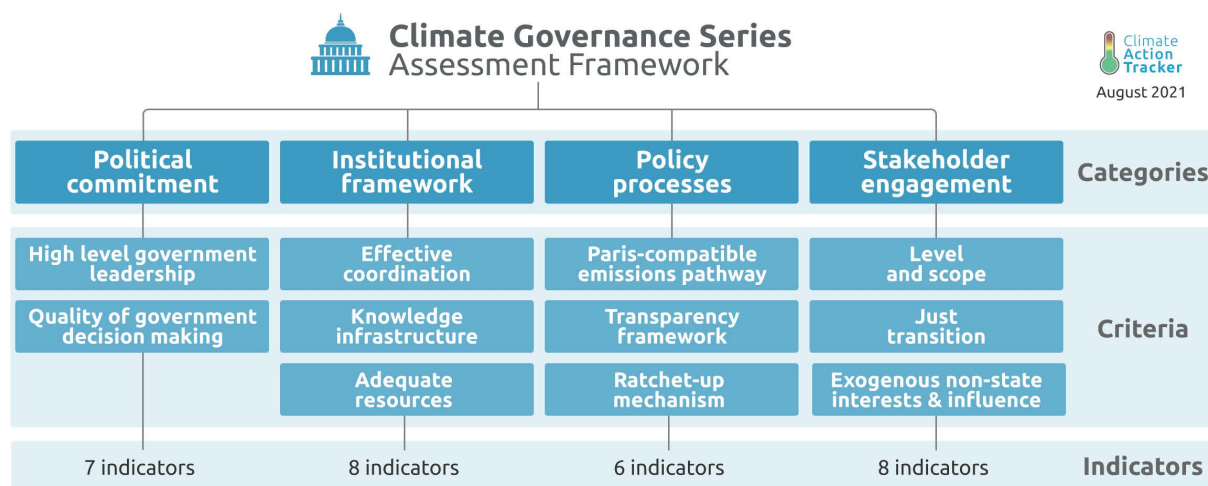 Climate Governance Series
Assessment Framework
Climate
Action
Tracker
August 2021
Political
commitment
Institutional
framework
Policy
processes
Stakeholder
engagement
Categories
High level government
leadership
Effective
coordination
Paris-compatible
emissions pathway
Level
and scope
Quality of government
decision making
Knowledge
infrastructure
Transparency
framework
Just
transition
Criteria
Adequate
resources
Ratchet-up
mechanism
Exogenous non-state
interests & influence
7 indicators
8 indicators
6 indicators
8 indicators
Indicators